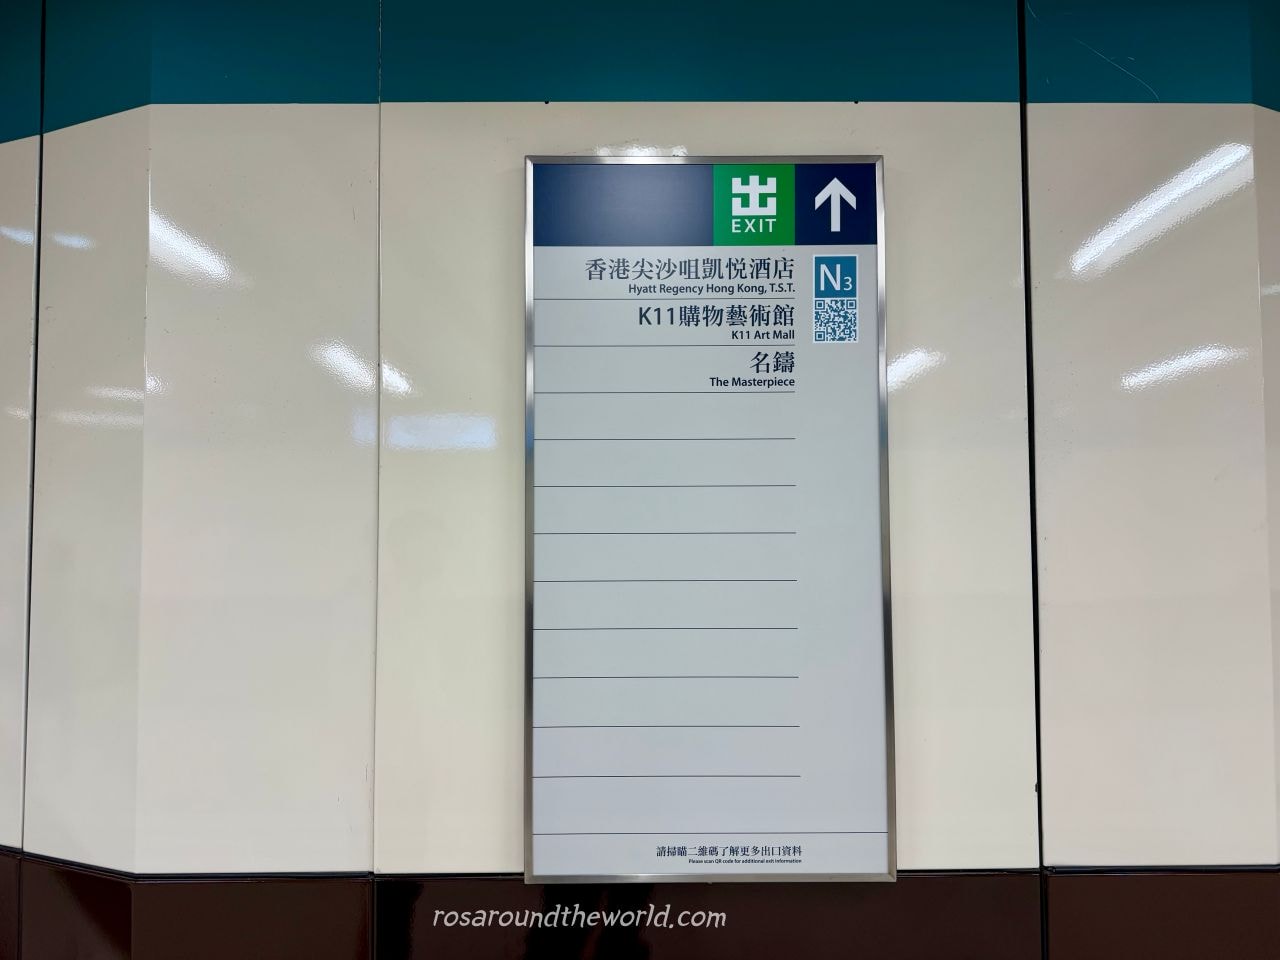 出
EXIT
香港尖沙咀凱悅酒店
Hyatt Regency Hong Kong, T.S.T.
N3
K11購物藝術館
K11 Art Mall
名鑄
The Masterpiece
請掃瞄二維碼了解更多出口資料
Please scan QR code for additional exit information
rosaroundtheworld.com